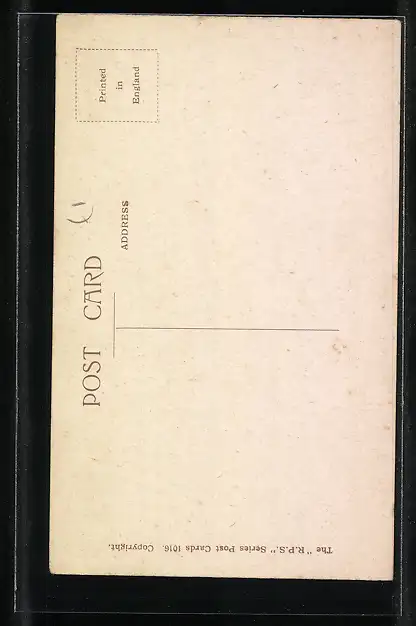 POST CARD
ADDRESS
Printed
in
England
The "R.P.S." Series Post Cards 1016. Copyright.